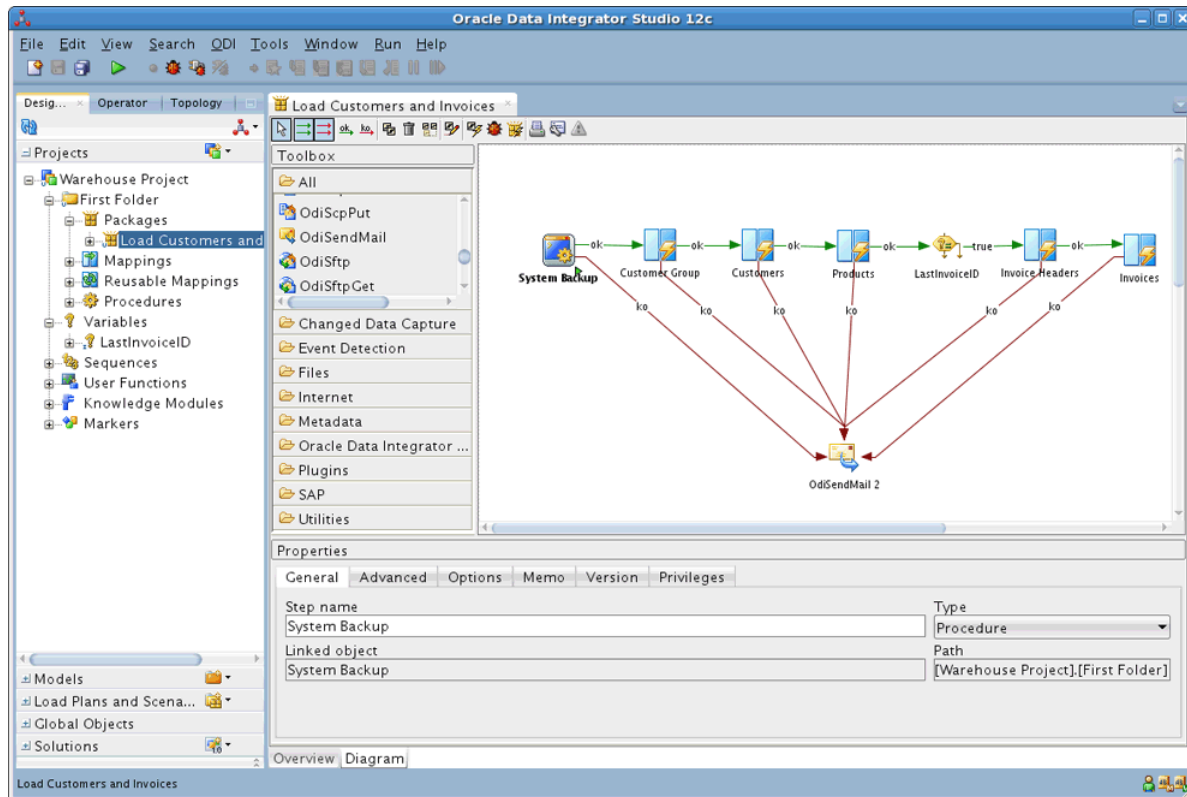 Oracle Data Integrator Studio 12c
File Edit View Search ODI Tools Window Run Help
Desig... Operator Topology
Load Customers and Invoices
ok ko
Projects
Warehouse Project
First Folder
Packages
Load Customers and
Mappings
Reusable Mappings
Procedures
Variables
LastInvoiceID
Sequences
User Functions
Knowledge Modules
Markers
Models
Load Plans and Scena...
Global Objects
Solutions
Toolbox
All
OdiScpPut
OdiSendMail
OdiSftp
OdiSftpGet
Changed Data Capture
Event Detection
Files
Internet
Metadata
Oracle Data Integrator ...
Plugins
SAP
Utilities
ok ok ok ok true ok
System Backup Customer Group Customers Products LastInvoiceID Invoice Headers Invoices
ko ko ko ko ko ko
OdiSendMail 2
Properties
General Advanced Options Memo Version Privileges
Step name Type
System Backup Procedure
Linked object Path
System Backup [Warehouse Project].[First Folder]
Overview Diagram
Load Customers and Invoices